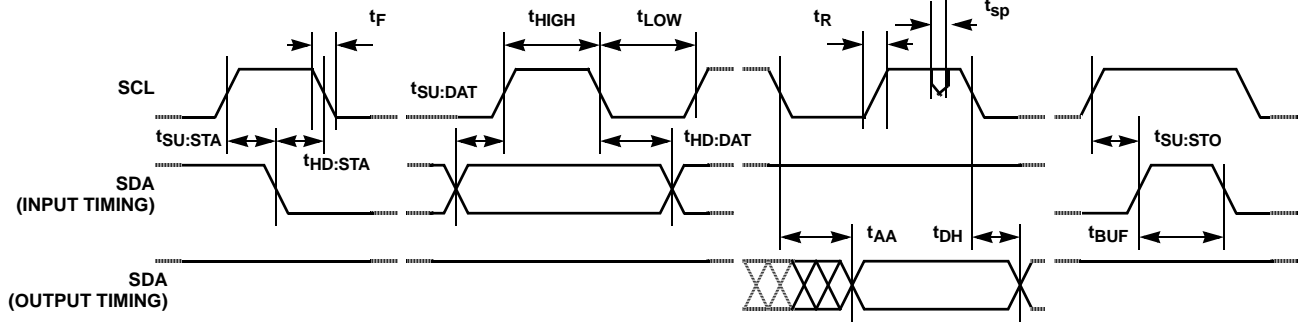 tF
tHIGH
tLOW
tR
tsp
SCL
tSU:DAT
tSU:STA
tHD:STA
tHD:DAT
tSU:STO
SDA
(INPUT TIMING)
tAA
tDH
tBUF
SDA
(OUTPUT TIMING)